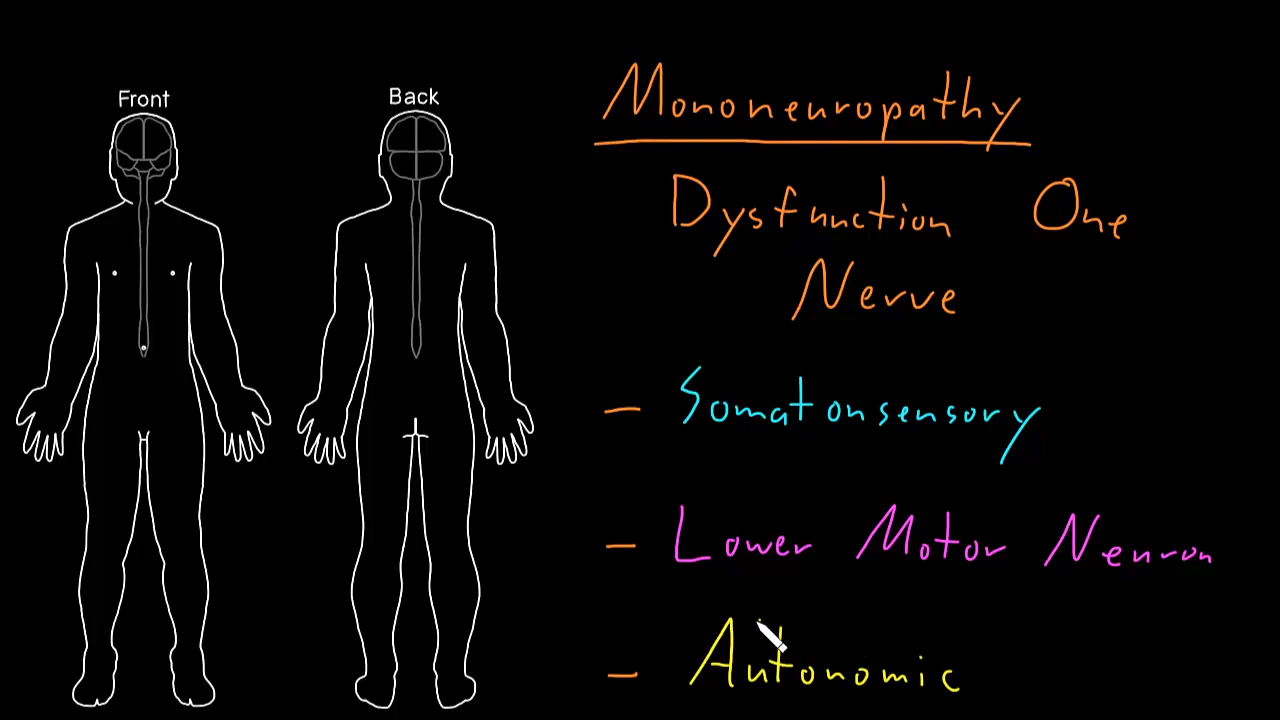 Front
Back
Mononeuropathy
Dysfunction One
Nerve
- Somatonsensory
- Lower Motor Neuron
- Autonomic